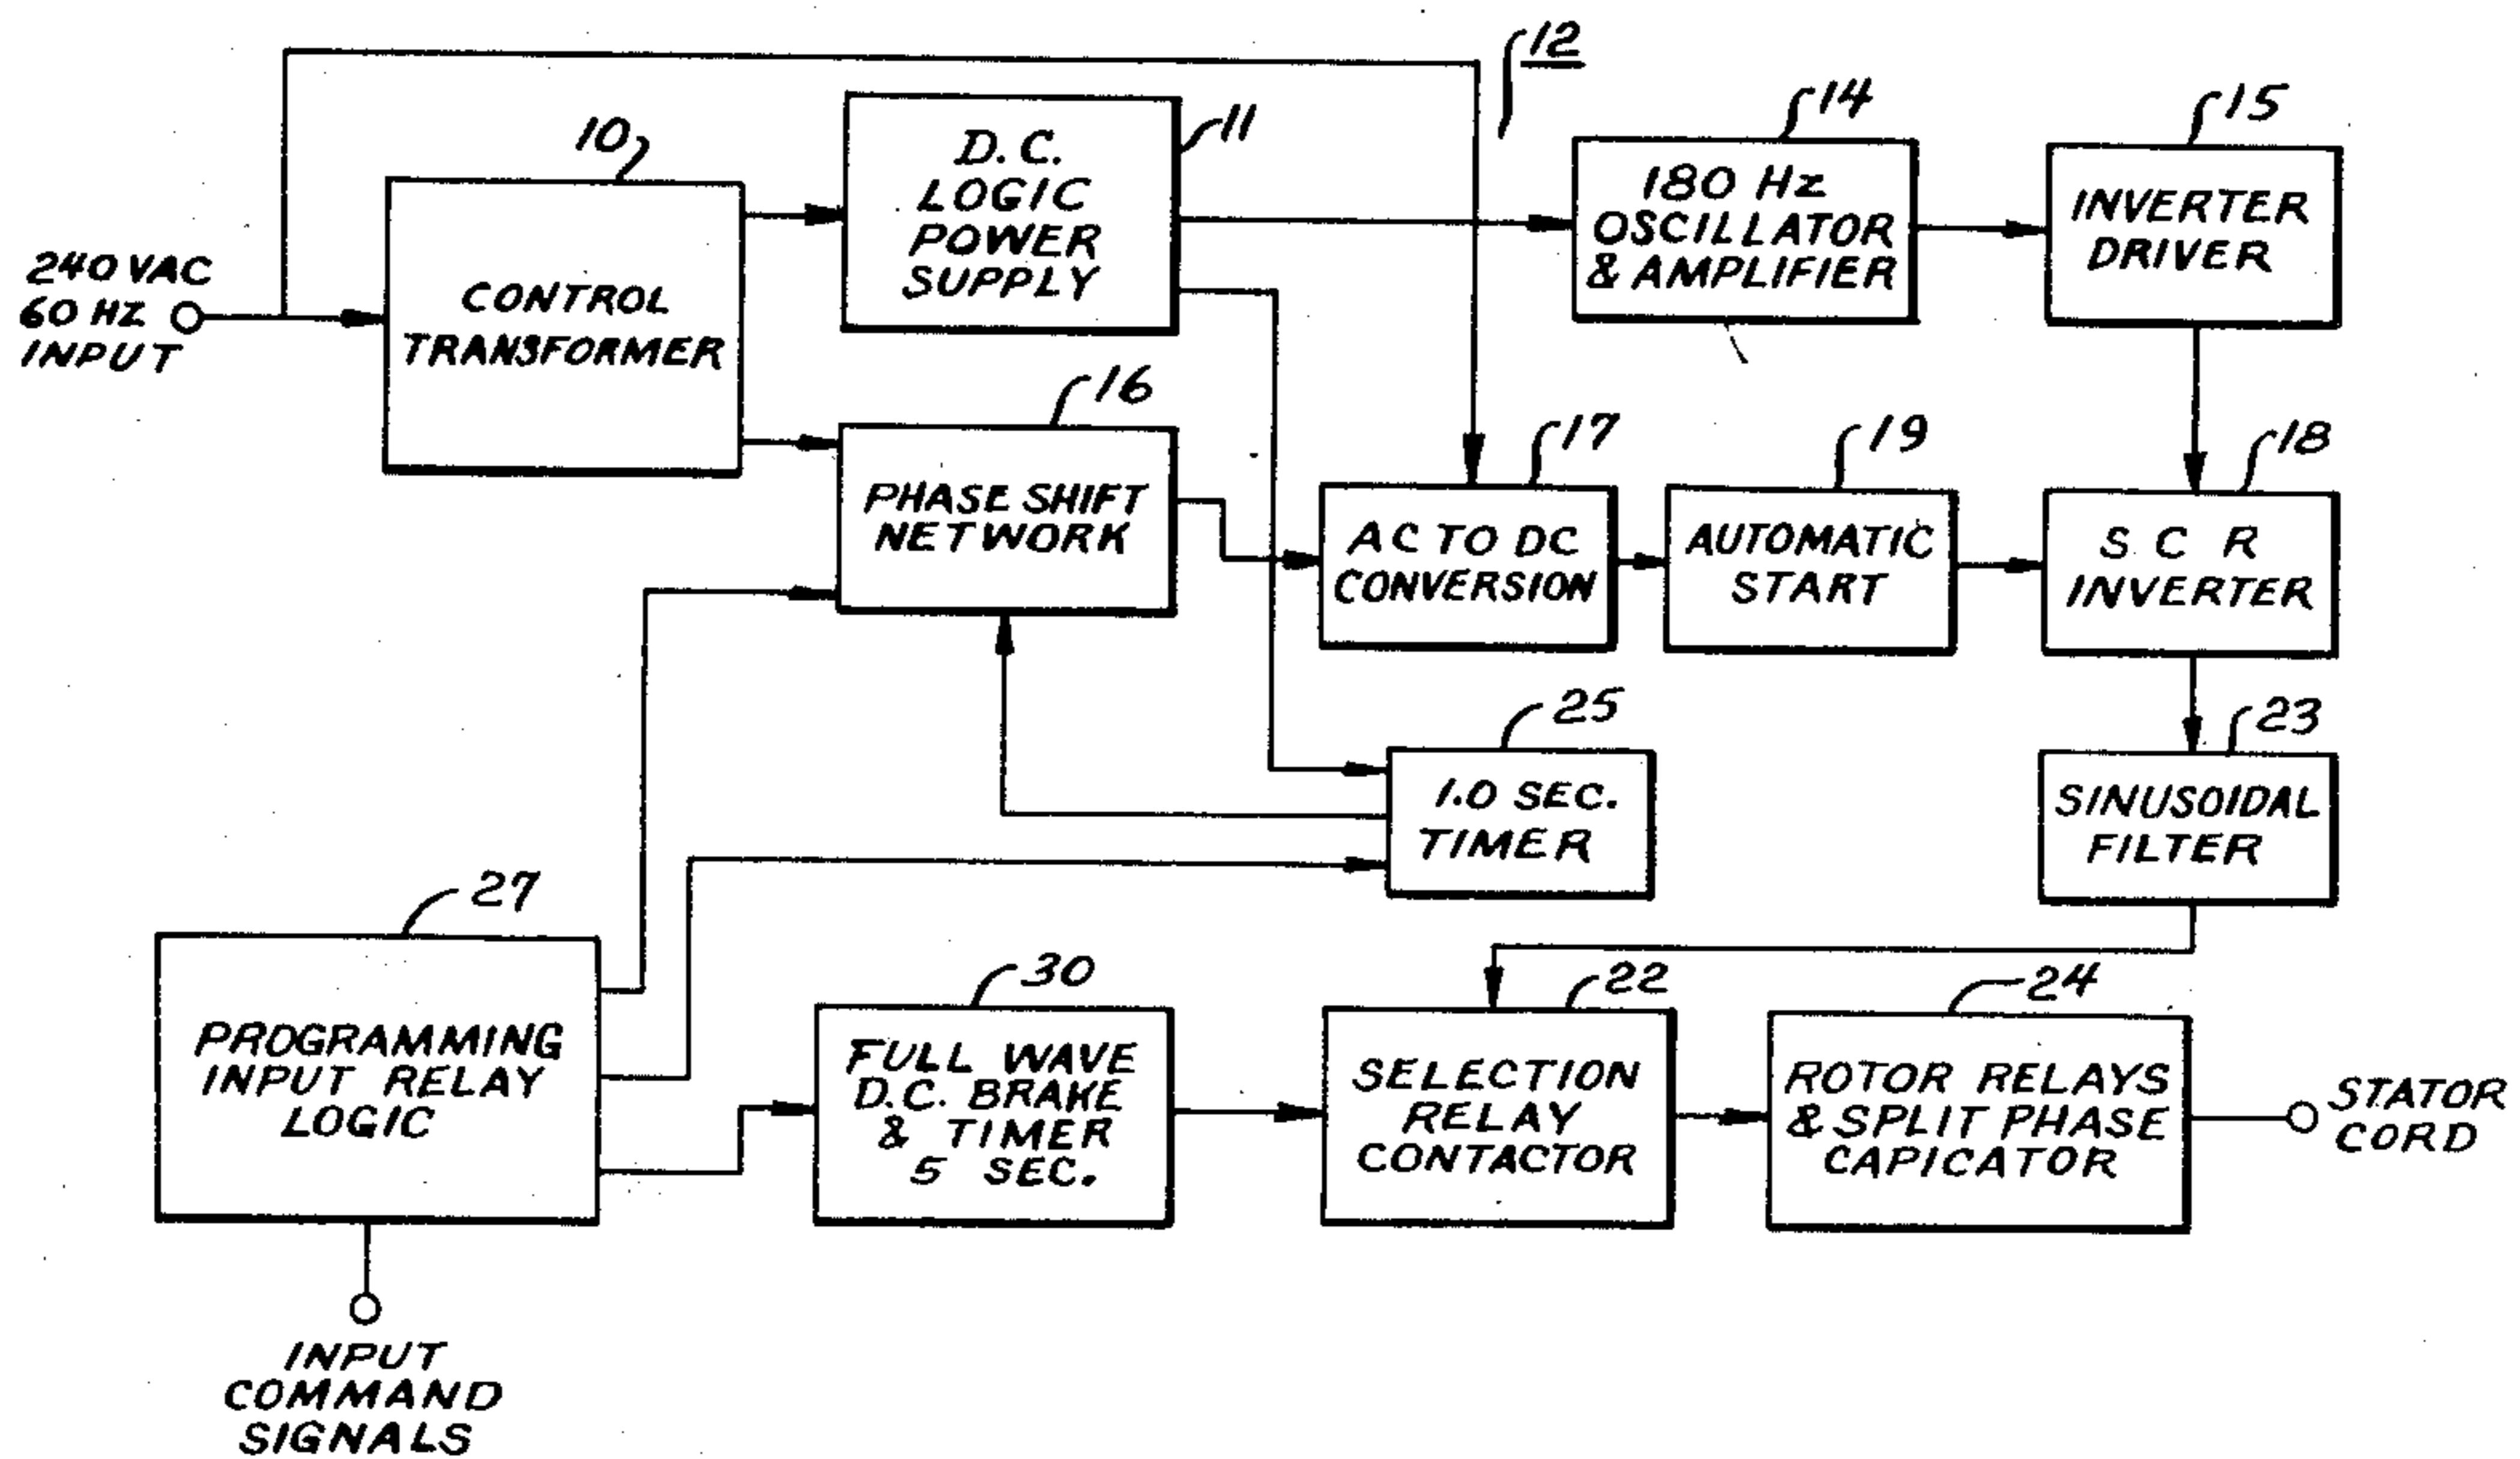 12
14
15
11
10
D.C.
LOGIC
POWER
SUPPLY
180 Hz
OSCILLATOR
& AMPLIFIER
INVERTER
DRIVER
240 VAC
60 HZ
INPUT
CONTROL
TRANSFORMER
16
17
19
18
PHASE SHIFT
NETWORK
AC TO DC
CONVERSION
AUTOMATIC
START
S C R
INVERTER
25
23
1.0 SEC.
TIMER
SINUSOIDAL
FILTER
27
30
22
24
PROGRAMMING
INPUT RELAY
LOGIC
FULL WAVE
D.C. BRAKE
& TIMER
5 SEC.
SELECTION
RELAY
CONTACTOR
ROTOR RELAYS
& SPLIT PHASE
CAPICATOR
STATOR
CORD
INPUT
COMMAND
SIGNALS